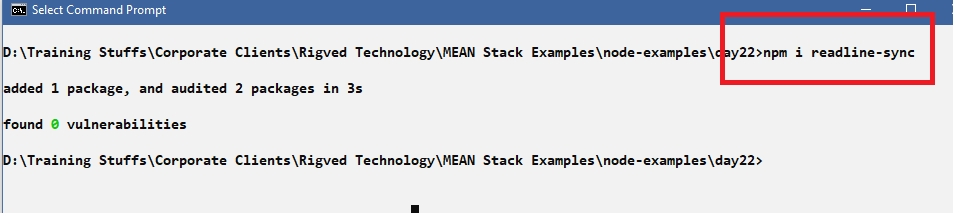 Select Command Prompt
D:\Training Stuffs\Corporate Clients\Rigved Technology\MEAN Stack Examples\node-examples\day22>npm i readline-sync
added 1 package, and audited 2 packages in 3s
found 0 vulnerabilities
D:\Training Stuffs\Corporate Clients\Rigved Technology\MEAN Stack Examples\node-examples\day22>